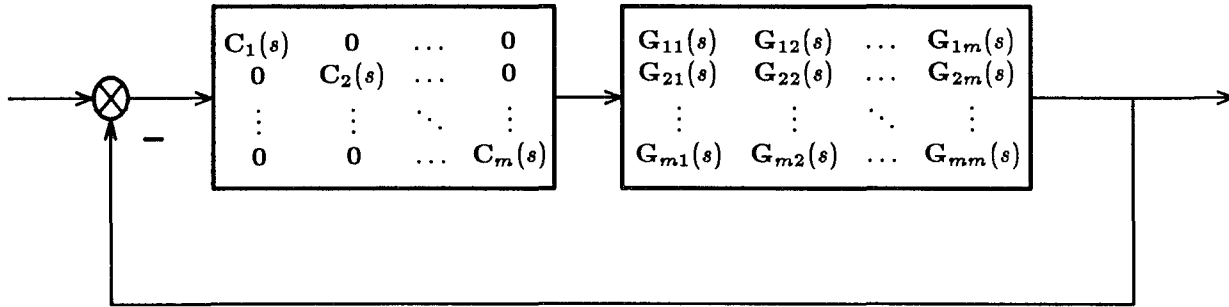 C₁(s) 0 … 0
0 C₂(s) … 0
⋮ ⋮ ⋱ ⋮
0 0 … Cₘ(s)
G₁₁(s) G₁₂(s) … G₁ₘ(s)
G₂₁(s) G₂₂(s) … G₂ₘ(s)
⋮ ⋮ ⋱ ⋮
Gₘ₁(s) Gₘ₂(s) … Gₘₘ(s)
−